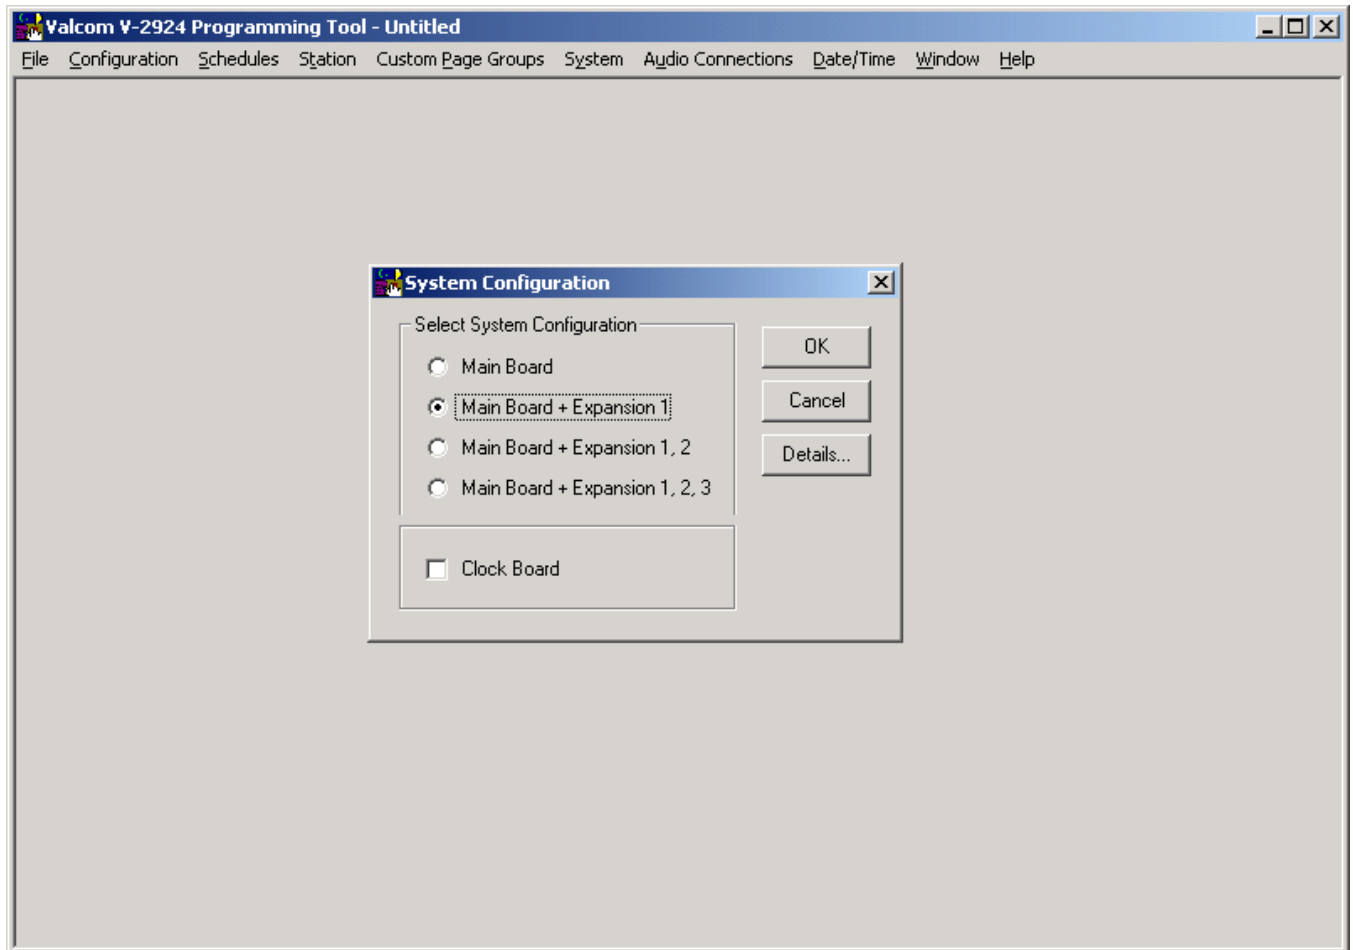 Valcom V-2924 Programming Tool - Untitled
File Configuration Schedules Station Custom Page Groups System Audio Connections Date/Time Window Help
System Configuration
Select System Configuration
Main Board
Main Board + Expansion 1
Main Board + Expansion 1, 2
Main Board + Expansion 1, 2, 3
Clock Board
OK
Cancel
Details...